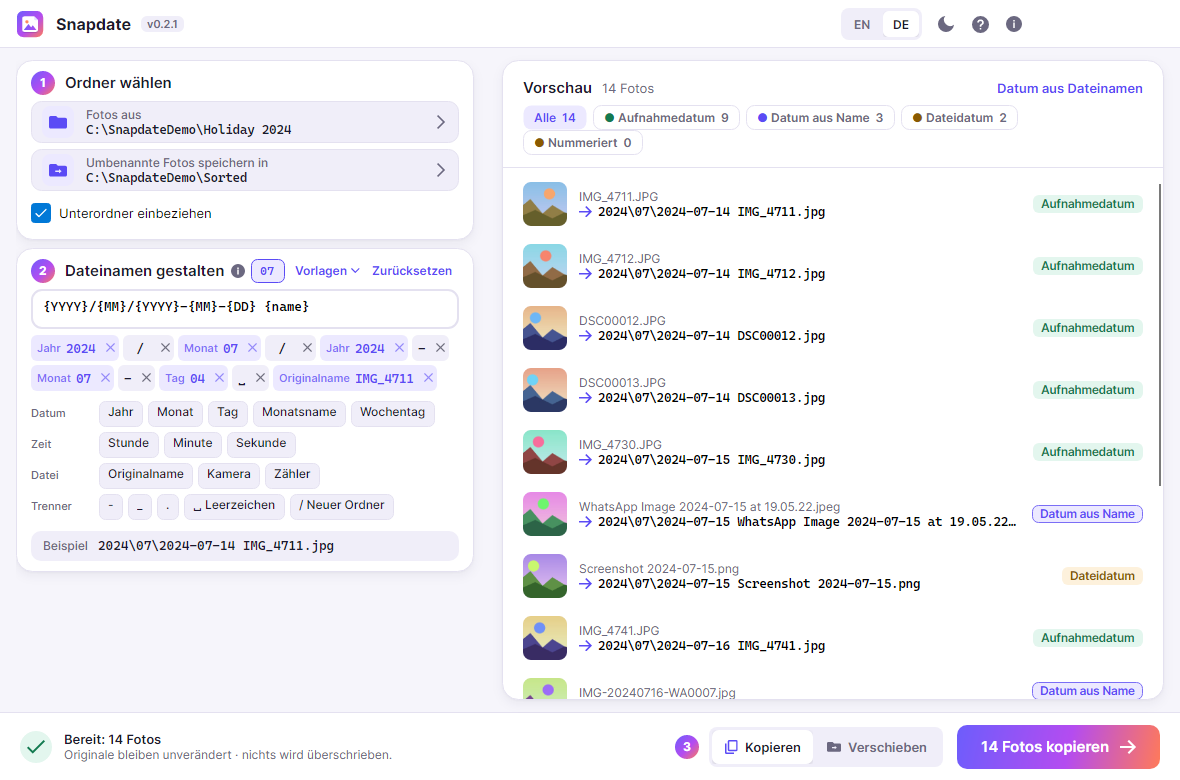 Snapdate v0.2.1 EN DE
1 Ordner wählen
Fotos aus
C:\SnapdateDemo\Holiday 2024
Umbenannte Fotos speichern in
C:\SnapdateDemo\Sorted
Unterordner einbeziehen
2 Dateinamen gestalten 07 Vorlagen Zurücksetzen
{YYYY}/{MM}/{YYYY}-{MM}-{DD} {name}
Jahr 2024 × / × Monat 07 × / × Jahr 2024 × - ×
Monat 07 × - × Tag 04 × ␣ × Originalname IMG_4711 ×
Datum Jahr Monat Tag Monatsname Wochentag
Zeit Stunde Minute Sekunde
Datei Originalname Kamera Zähler
Trenner - _ . ␣ Leerzeichen / Neuer Ordner
Beispiel 2024\07\2024-07-14 IMG_4711.jpg
Vorschau 14 Fotos Datum aus Dateinamen
Alle 14 Aufnahmedatum 9 Datum aus Name 3 Dateidatum 2
Nummeriert 0
IMG_4711.JPG
→ 2024\07\2024-07-14 IMG_4711.jpg Aufnahmedatum
IMG_4712.JPG
→ 2024\07\2024-07-14 IMG_4712.jpg Aufnahmedatum
DSC00012.JPG
→ 2024\07\2024-07-14 DSC00012.jpg Aufnahmedatum
DSC00013.JPG
→ 2024\07\2024-07-14 DSC00013.jpg Aufnahmedatum
IMG_4730.JPG
→ 2024\07\2024-07-15 IMG_4730.jpg Aufnahmedatum
WhatsApp Image 2024-07-15 at 19.05.22.jpeg
→ 2024\07\2024-07-15 WhatsApp Image 2024-07-15 at 19.05.22… Datum aus Name
Screenshot 2024-07-15.png
→ 2024\07\2024-07-15 Screenshot 2024-07-15.png Dateidatum
IMG_4741.JPG
→ 2024\07\2024-07-16 IMG_4741.jpg Aufnahmedatum
IMG-20240716-WA0007.jpg Datum aus Name
Bereit: 14 Fotos
Originale bleiben unverändert · nichts wird überschrieben.
3 Kopieren Verschieben 14 Fotos kopieren →